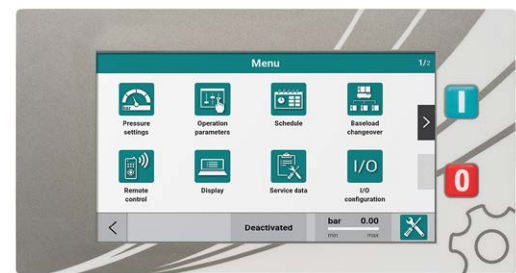 Menu
1/2
Pressure
settings
Operation
parameters
Schedule
Baseload
changeover
Remote
control
Display
Service data
I/O
I/O
configuration
Deactivated
bar
0.00
min
max
I
0